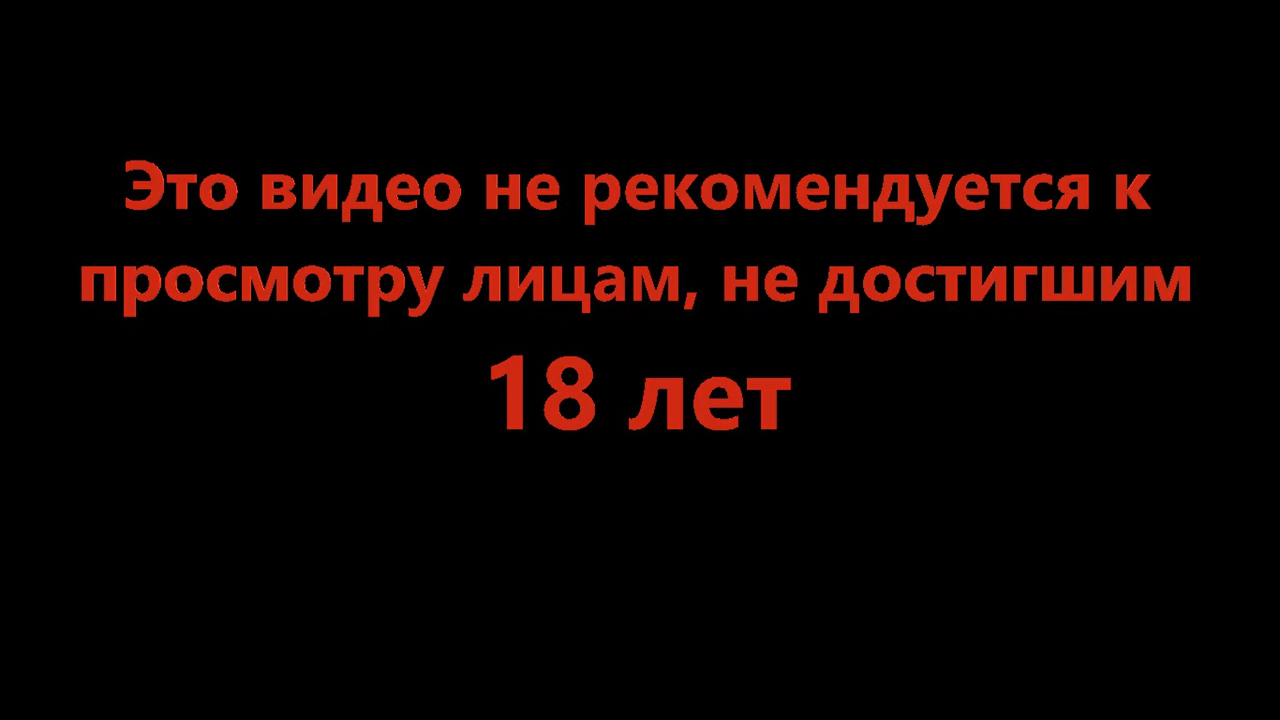 Это видео не рекомендуется к
просмотру лицам, не достигшим
18 лет